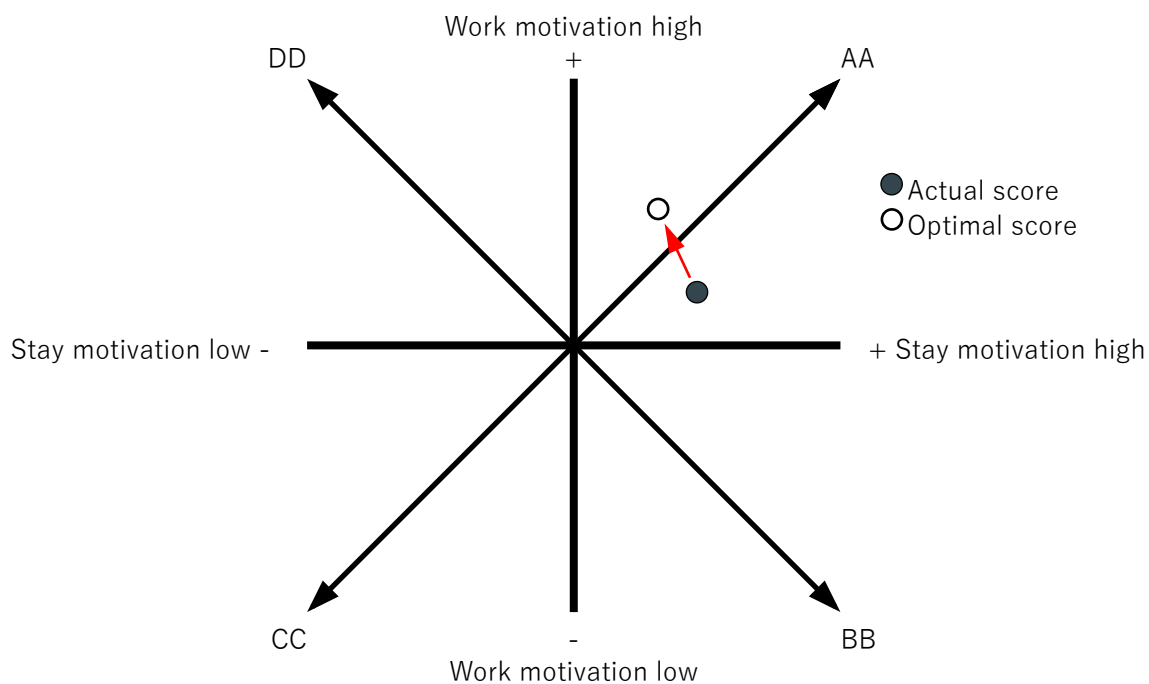 Work motivation high
DD + AA
Actual score
Optimal score
Stay motivation low - + Stay motivation high
CC - BB
Work motivation low